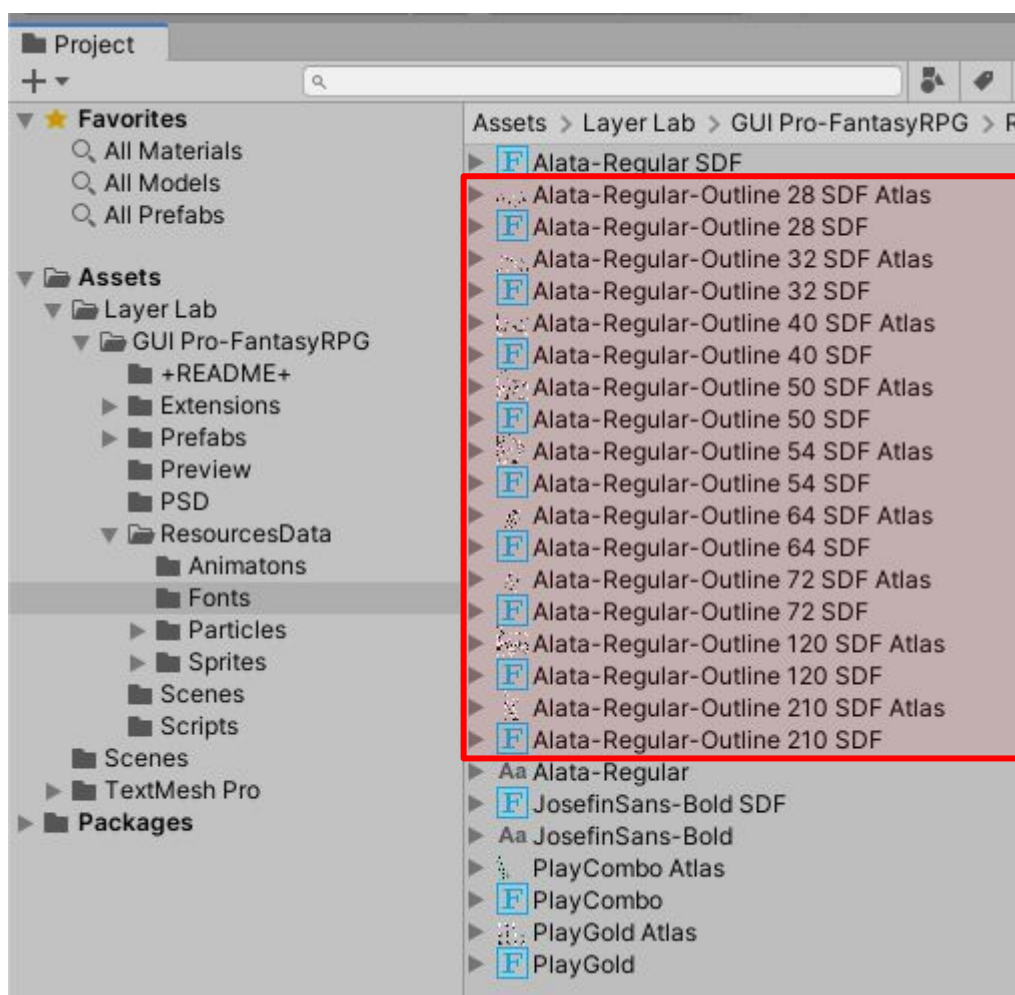 Project
Favorites
All Materials
All Models
All Prefabs
Assets
Layer Lab
GUI Pro-FantasyRPG
+README+
Extensions
Prefabs
Preview
PSD
ResourcesData
Animatons
Fonts
Particles
Sprites
Scenes
Scripts
Scenes
TextMesh Pro
Packages
Assets > Layer Lab > GUI Pro-FantasyRPG >
F Alata-Regular SDF
Alata-Regular-Outline 28 SDF Atlas
F Alata-Regular-Outline 28 SDF
Alata-Regular-Outline 32 SDF Atlas
F Alata-Regular-Outline 32 SDF
Alata-Regular-Outline 40 SDF Atlas
F Alata-Regular-Outline 40 SDF
Alata-Regular-Outline 50 SDF Atlas
F Alata-Regular-Outline 50 SDF
Alata-Regular-Outline 54 SDF Atlas
F Alata-Regular-Outline 54 SDF
Alata-Regular-Outline 64 SDF Atlas
F Alata-Regular-Outline 64 SDF
Alata-Regular-Outline 72 SDF Atlas
F Alata-Regular-Outline 72 SDF
Alata-Regular-Outline 120 SDF Atlas
F Alata-Regular-Outline 120 SDF
Alata-Regular-Outline 210 SDF Atlas
F Alata-Regular-Outline 210 SDF
Aa Alata-Regular
F JosefinSans-Bold SDF
Aa JosefinSans-Bold
PlayCombo Atlas
F PlayCombo
PlayGold Atlas
F PlayGold